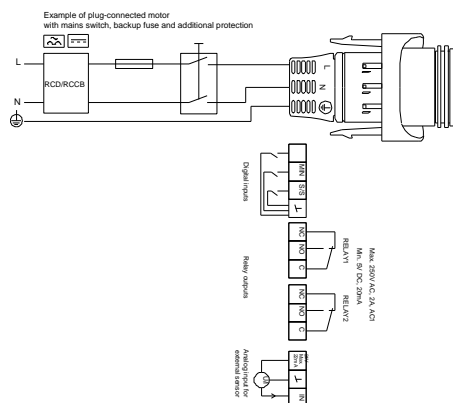 Example of plug-connected motor
with mains switch, backup fuse and additional protection
L
RCD/RCCB
N
L
N
Digital inputs
MIN
S/S
Relay outputs
NC
NO
C
RELAY1
Max. 250V AC, 2A, AC1
Min. 5V DC, 20mA
NC
NO
C
RELAY2
Analog input for
external sensor
Max.
22mA
IN